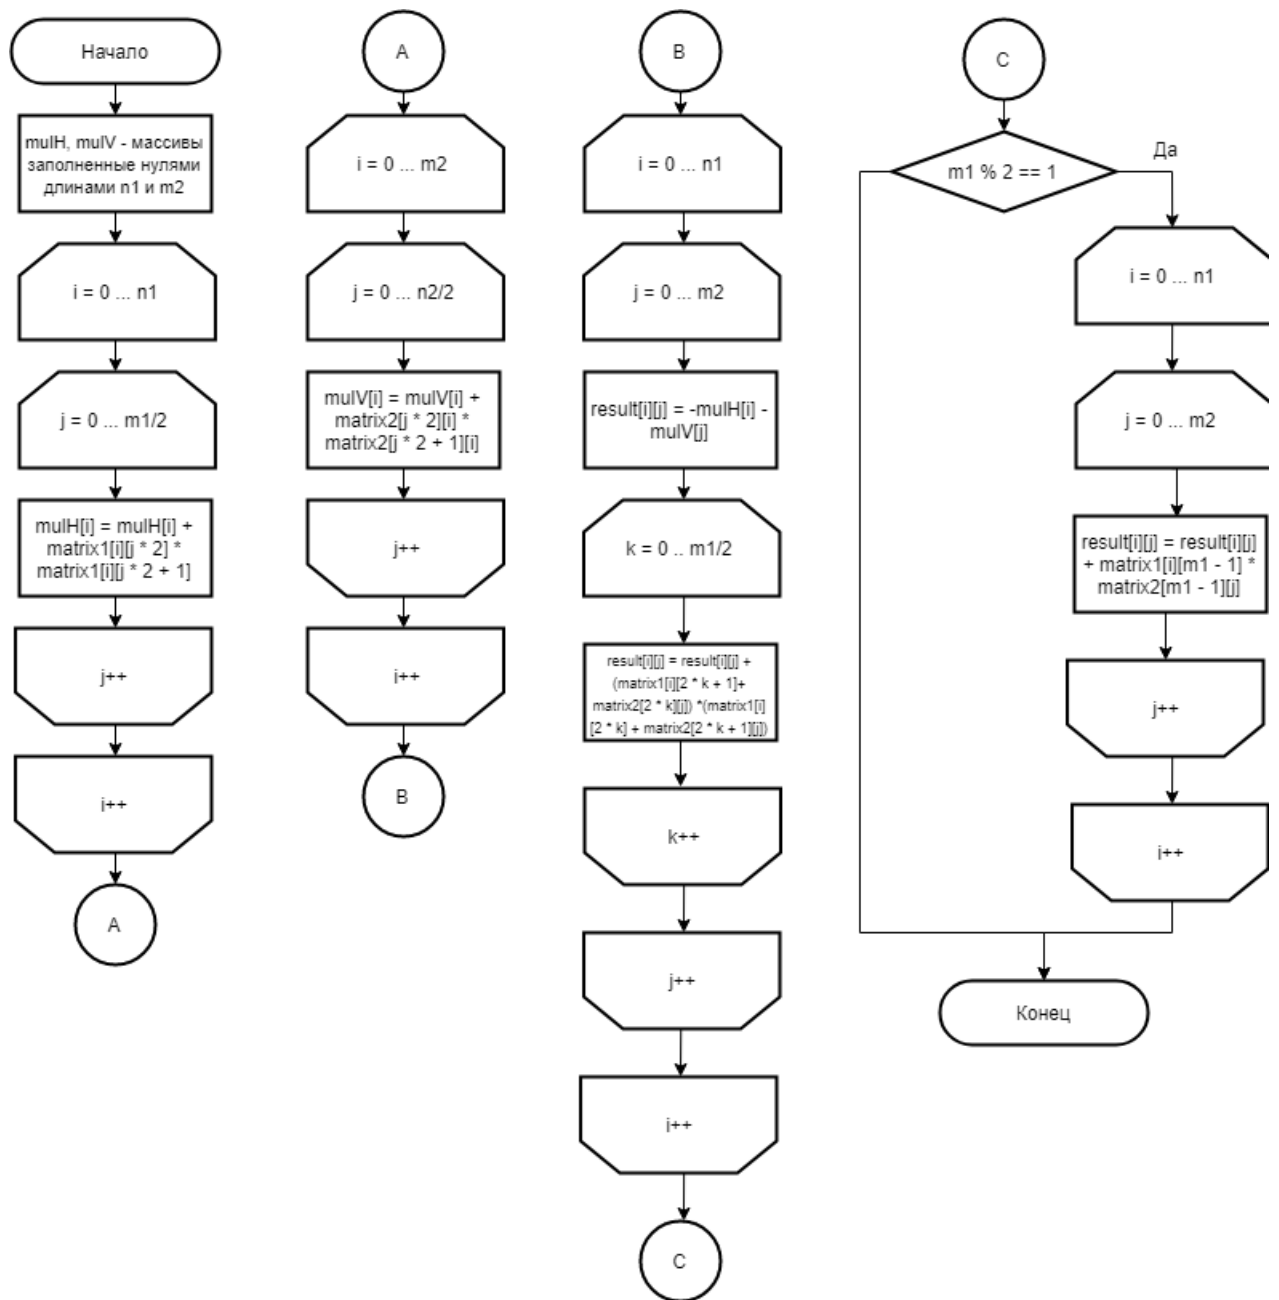 Начало
mulH, mulV - массивы
заполненные нулями
длинами n1 и m2
i = 0 ... n1
j = 0 ... m1/2
mulH[i] = mulH[i] +
matrix1[i][j * 2] *
matrix1[i][j * 2 + 1]
j++
i++
A
A
i = 0 ... m2
j = 0 ... n2/2
mulV[i] = mulV[i] +
matrix2[j * 2][i] *
matrix2[j * 2 + 1][i]
j++
i++
B
B
i = 0 ... n1
j = 0 ... m2
result[i][j] = -mulH[i] -
mulV[j]
k = 0 .. m1/2
result[i][j] = result[i][j] +
(matrix1[i][2 * k + 1]+
matrix2[2 * k][j]) *(matrix1[i]
[2 * k] + matrix2[2 * k + 1][j])
k++
j++
i++
C
C
m1 % 2 == 1
Да
i = 0 ... n1
j = 0 ... m2
result[i][j] = result[i][j]
+ matrix1[i][m1 - 1] *
matrix2[m1 - 1][j]
j++
i++
Конец